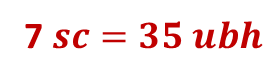 7 sc = 35 ubh